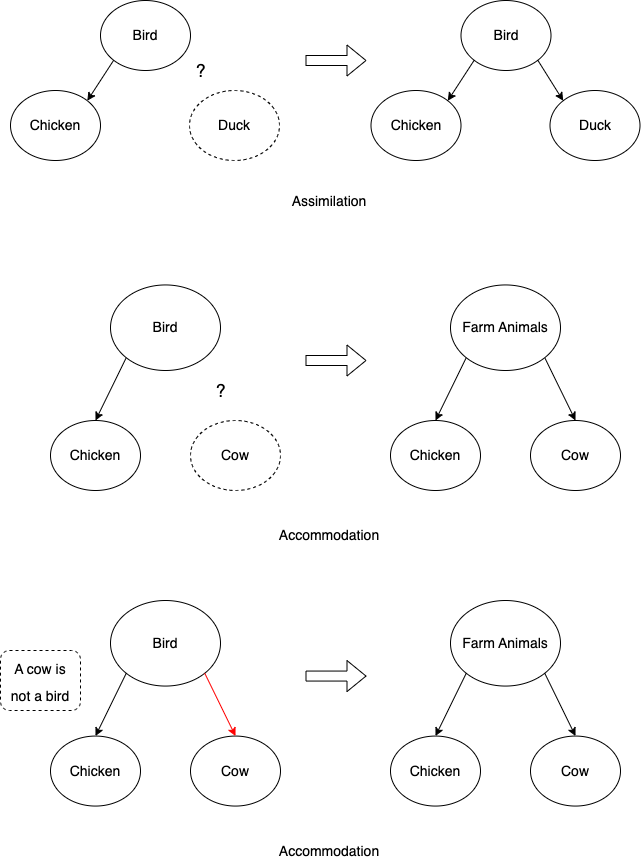 Bird
Bird
?
Chicken
Duck
Chicken
Duck
Assimilation
Bird
Farm Animals
?
Chicken
Cow
Chicken
Cow
Accommodation
Bird
Farm Animals
A cow is
not a bird
Chicken
Cow
Chicken
Cow
Accommodation